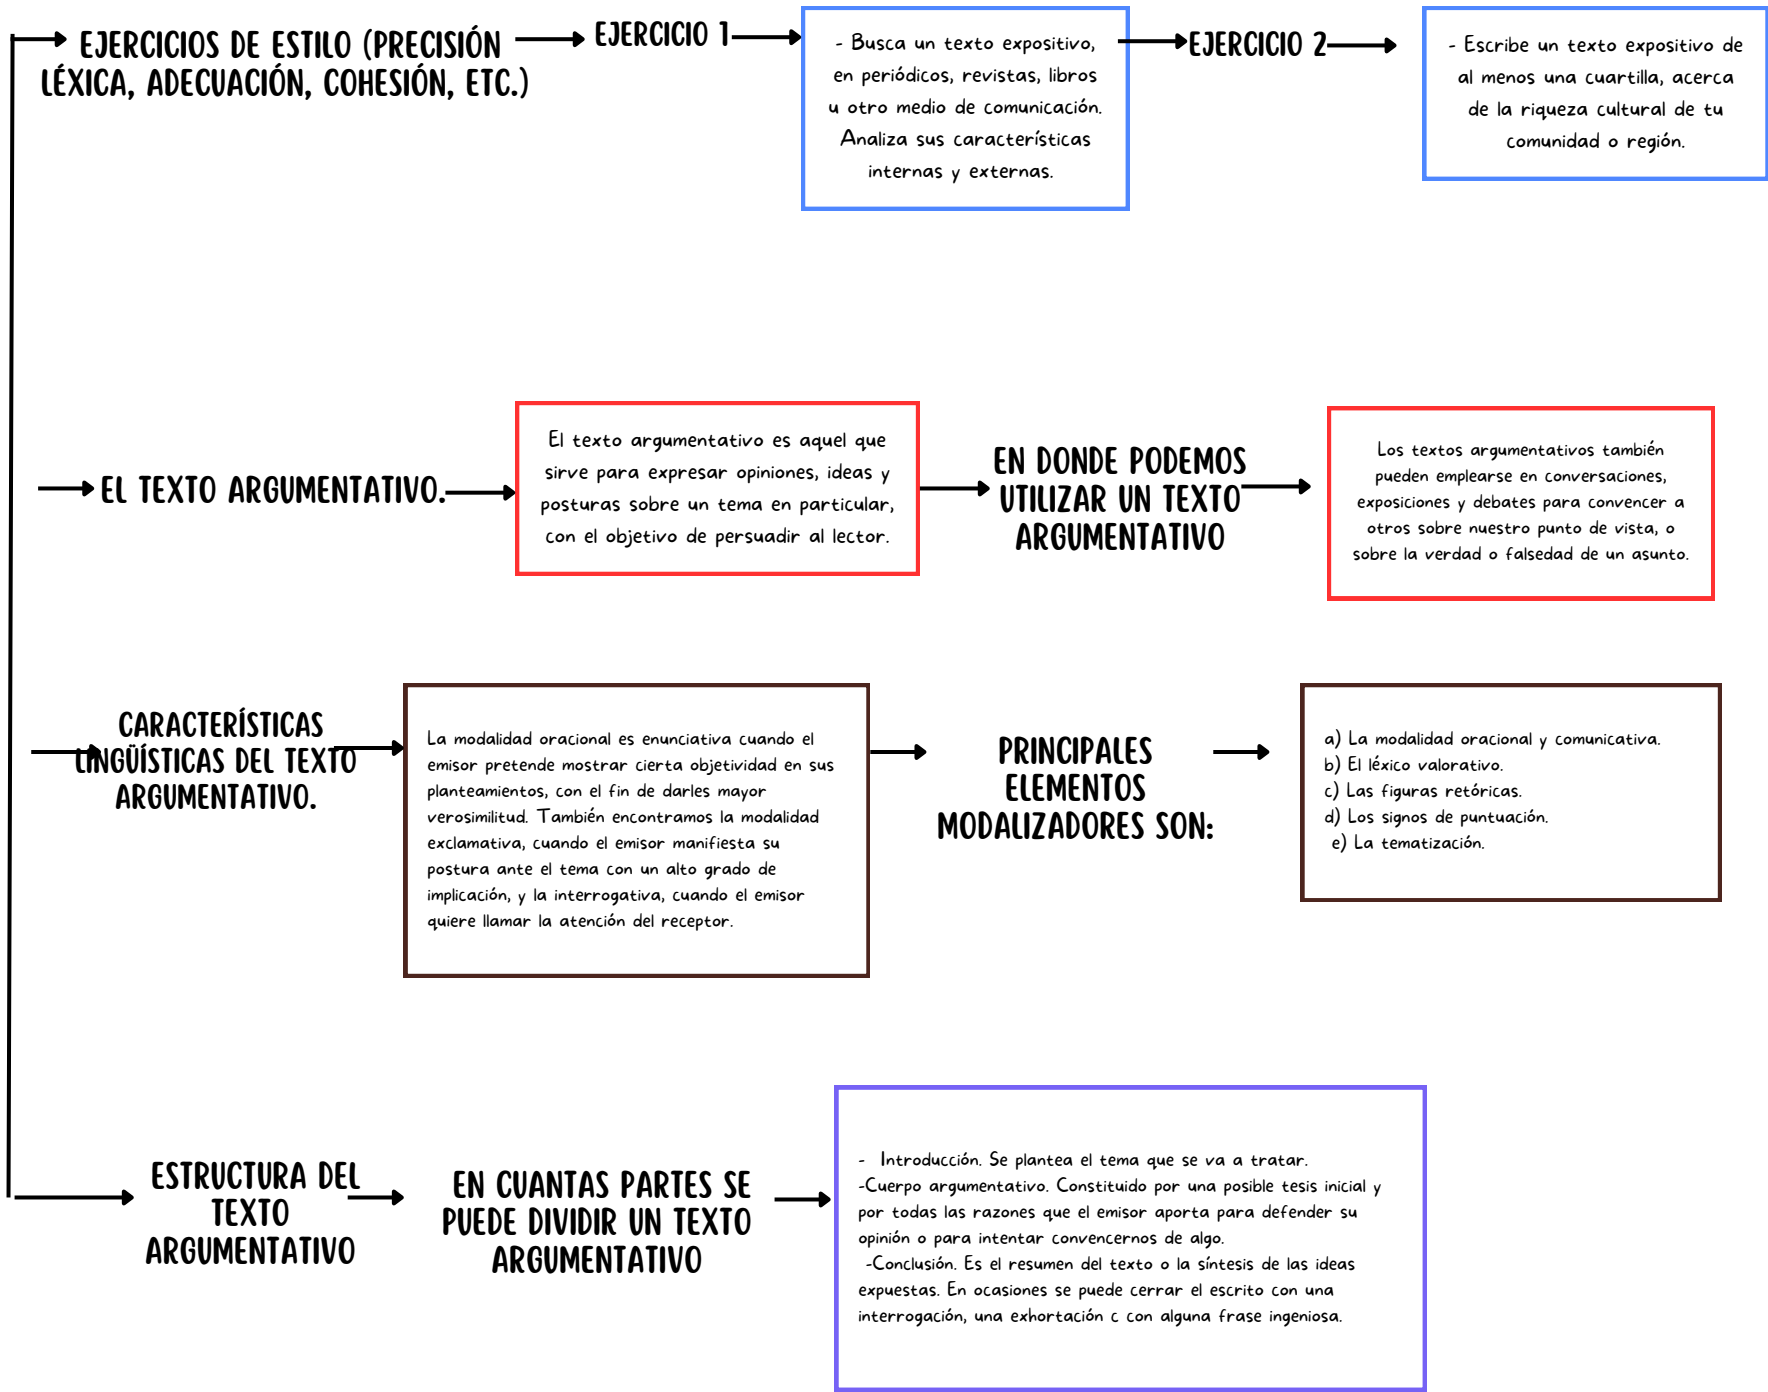 EJERCICIOS DE ESTILO (PRECISIÓN
LÉXICA, ADECUACIÓN, COHESIÓN, ETC.)
EJERCICIO 1
- Busca un texto expositivo,
en periódicos, revistas, libros
u otro medio de comunicación.
Analiza sus características
internas y externas.
EJERCICIO 2
- Escribe un texto expositivo de
al menos una cuartilla, acerca
de la riqueza cultural de tu
comunidad o región.
EL TEXTO ARGUMENTATIVO.
El texto argumentativo es aquel que
sirve para expresar opiniones, ideas y
posturas sobre un tema en particular,
con el objetivo de persuadir al lector.
EN DONDE PODEMOS
UTILIZAR UN TEXTO
ARGUMENTATIVO
Los textos argumentativos también
pueden emplearse en conversaciones,
exposiciones y debates para convencer a
otros sobre nuestro punto de vista, o
sobre la verdad o falsedad de un asunto.
CARACTERÍSTICAS
LINGÜÍSTICAS DEL TEXTO
ARGUMENTATIVO.
La modalidad oracional es enunciativa cuando el
emisor pretende mostrar cierta objetividad en sus
planteamientos, con el fin de darles mayor
verosimilitud. También encontramos la modalidad
exclamativa, cuando el emisor manifiesta su
postura ante el tema con un alto grado de
implicación, y la interrogativa, cuando el emisor
quiere llamar la atención del receptor.
PRINCIPALES
ELEMENTOS
MODALIZADORES SON:
a) La modalidad oracional y comunicativa.
b) El léxico valorativo.
c) Las figuras retóricas.
d) Los signos de puntuación.
e) La tematización.
ESTRUCTURA DEL
TEXTO
ARGUMENTATIVO
EN CUANTAS PARTES SE
PUEDE DIVIDIR UN TEXTO
ARGUMENTATIVO
- Introducción. Se plantea el tema que se va a tratar.
-Cuerpo argumentativo. Constituido por una posible tesis inicial y
por todas las razones que el emisor aporta para defender su
opinión o para intentar convencernos de algo.
-Conclusión. Es el resumen del texto o la síntesis de las ideas
expuestas. En ocasiones se puede cerrar el escrito con una
interrogación, una exhortación c con alguna frase ingeniosa.